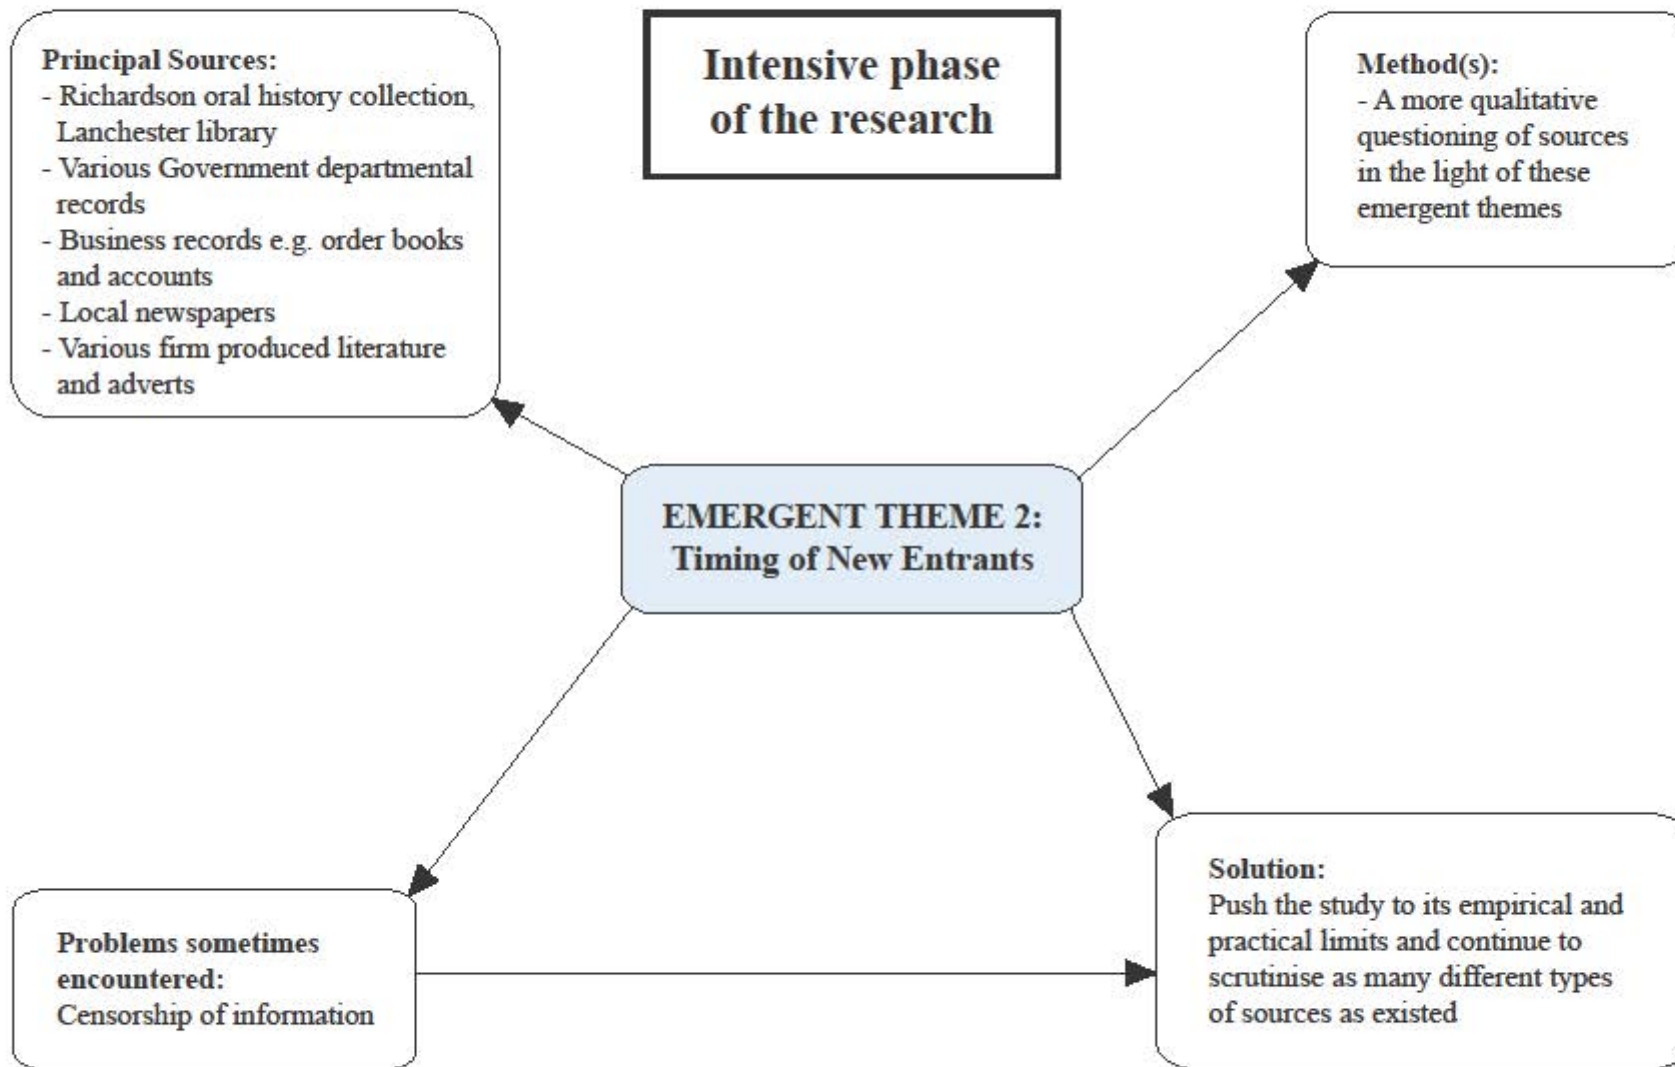 Principal Sources:
- Richardson oral history collection,
Lanchester library
- Various Government departmental
records
- Business records e.g. order books
and accounts
- Local newspapers
- Various firm produced literature
and adverts
Intensive phase
of the research
Method(s):
- A more qualitative
questioning of sources
in the light of these
emergent themes
EMERGENT THEME 2:
Timing of New Entrants
Problems sometimes
encountered:
Censorship of information
Solution:
Push the study to its empirical and
practical limits and continue to
scrutinise as many different types
of sources as existed